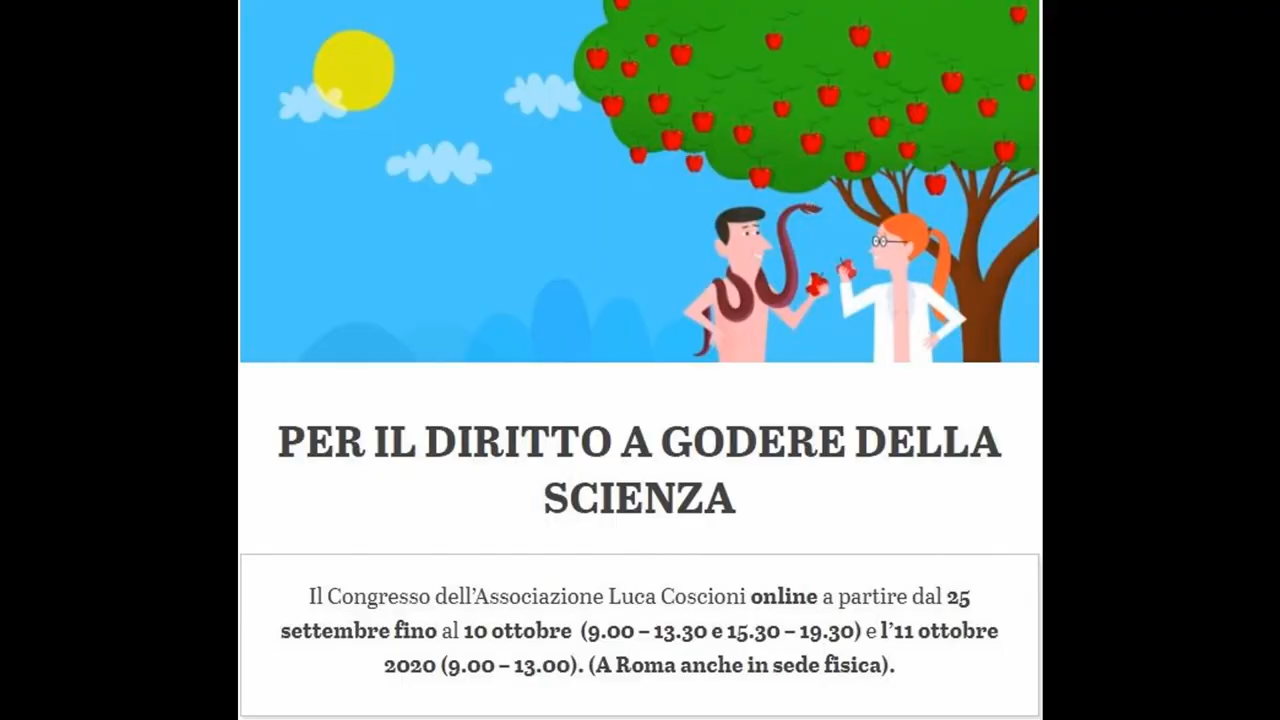 PER IL DIRITTO A GODERE DELLA
SCIENZA
Il Congresso dell'Associazione Luca Coscioni online a partire dal 25
settembre fino al 10 ottobre (9.00 – 13.30 e 15.30 – 19.30) e l'11 ottobre
2020 (9.00 – 13.00). (A Roma anche in sede fisica).